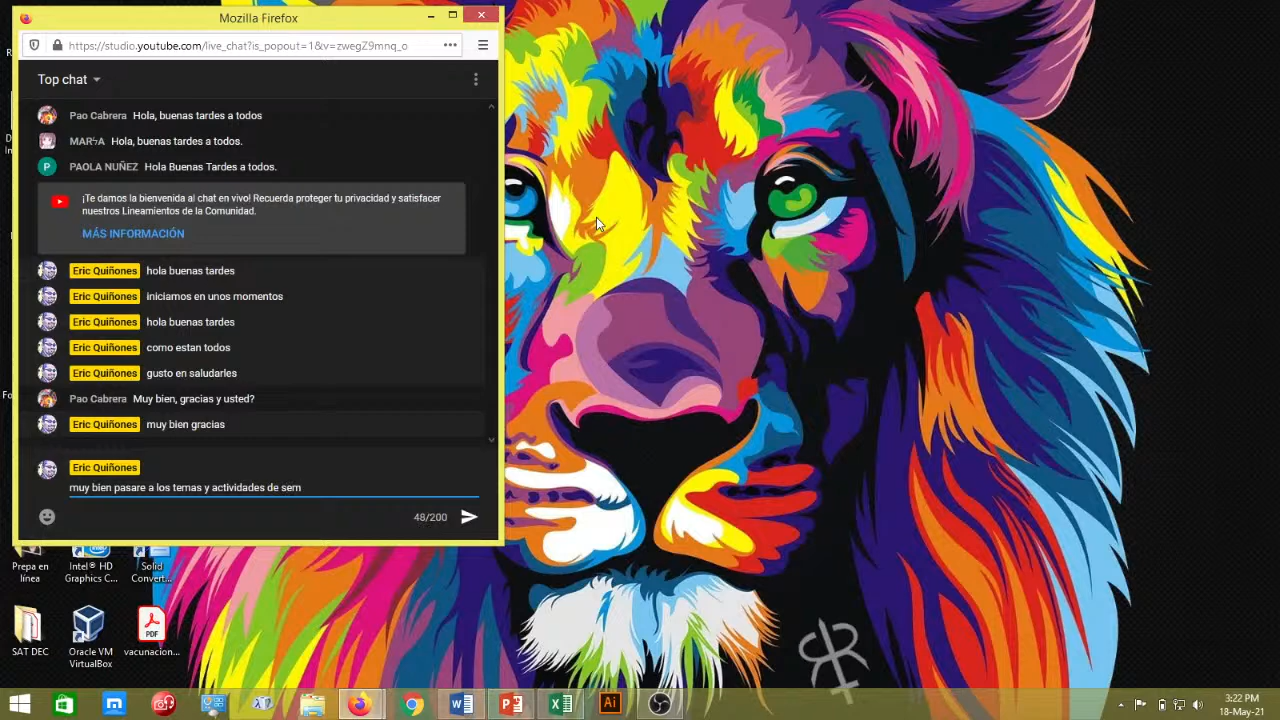 Mozilla Firefox
https://studio.youtube.com/live_chat?is_popout=1&v=zwegZ9mnq_o
Top chat
Pao Cabrera Hola, buenas tardes a todos
Hola, buenas tardes a todos.
P PAOLA NUÑEZ Hola Buenas Tardes a todos.
¡Te damos la bienvenida al chat en vivo! Recuerda proteger tu privacidad y satisfacer
nuestros Lineamientos de la Comunidad.
MÁS INFORMACIÓN
Eric Quiñones hola buenas tardes
Eric Quiñones iniciamos en unos momentos
Eric Quiñones hola buenas tardes
Eric Quiñones como estan todos
Eric Quiñones gusto en saludarles
Pao Cabrera Muy bien, gracias y usted?
Eric Quiñones muy bien gracias
Eric Quiñones
muy bien pasare a los temas y actividades de sem
48/200
Prepa en
línea
Intel® HD
Graphics C...
Solid
Convert...
SAT DEC
Oracle VM
VirtualBox
PDF
vacunacion...
Ai
3:22 PM
18-May-21